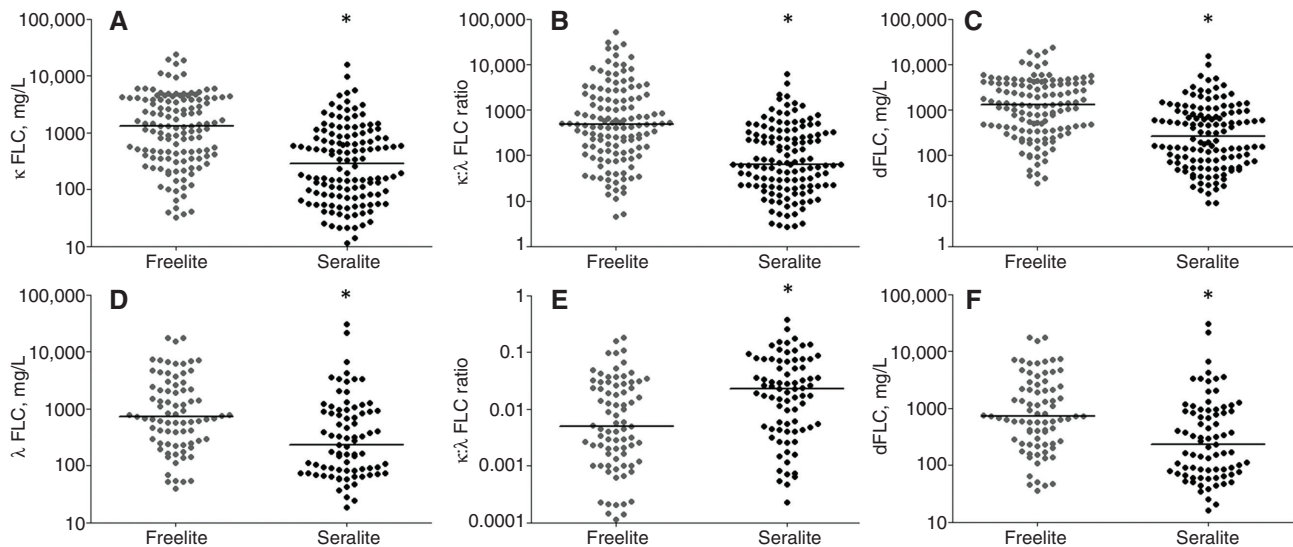 A
*
κ FLC, mg/L
100,000
10,000
1000
100
10
Freelite
Seralite
B
*
κ:λ FLC ratio
100,000
10,000
1000
100
10
1
Freelite
Seralite
C
*
dFLC, mg/L
100,000
10,000
1000
100
10
1
Freelite
Seralite
D
*
λ FLC, mg/L
100,000
10,000
1000
100
10
Freelite
Seralite
E
*
κ:λ FLC ratio
1
0.1
0.01
0.001
0.0001
Freelite
Seralite
F
*
dFLC, mg/L
100,000
10,000
1000
100
10
Freelite
Seralite